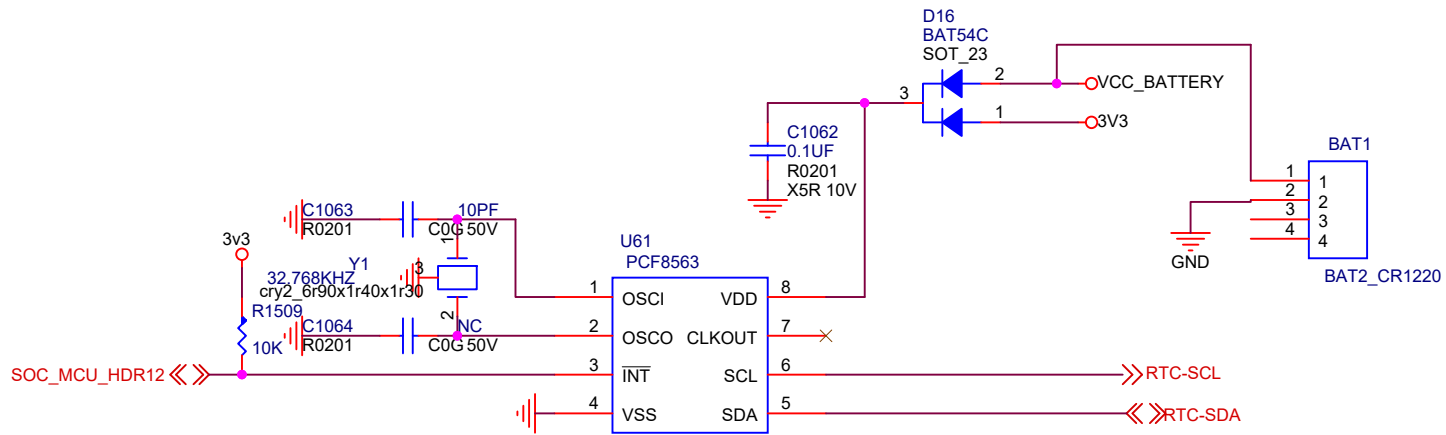 D16
BAT54C
SOT_23
2
VCC_BATTERY
3
1
3V3
C1062
0.1UF
R0201
X5R 10V
BAT1
1
1
2
2
3
3
4
4
GND
BAT2_CR1220
C1063
10PF
R0201
C0G 50V
3v3
1
Y1
3
32.768KHZ
cry2_6r90x1r40x1r30
2
R1509
10K
C1064
NC
R0201
C0G 50V
U61
PCF8563
1
OSCI
VDD
8
2
OSCO
CLKOUT
7
SOC_MCU_HDR12
3
INT
SCL
6
RTC-SCL
4
VSS
SDA
5
RTC-SDA